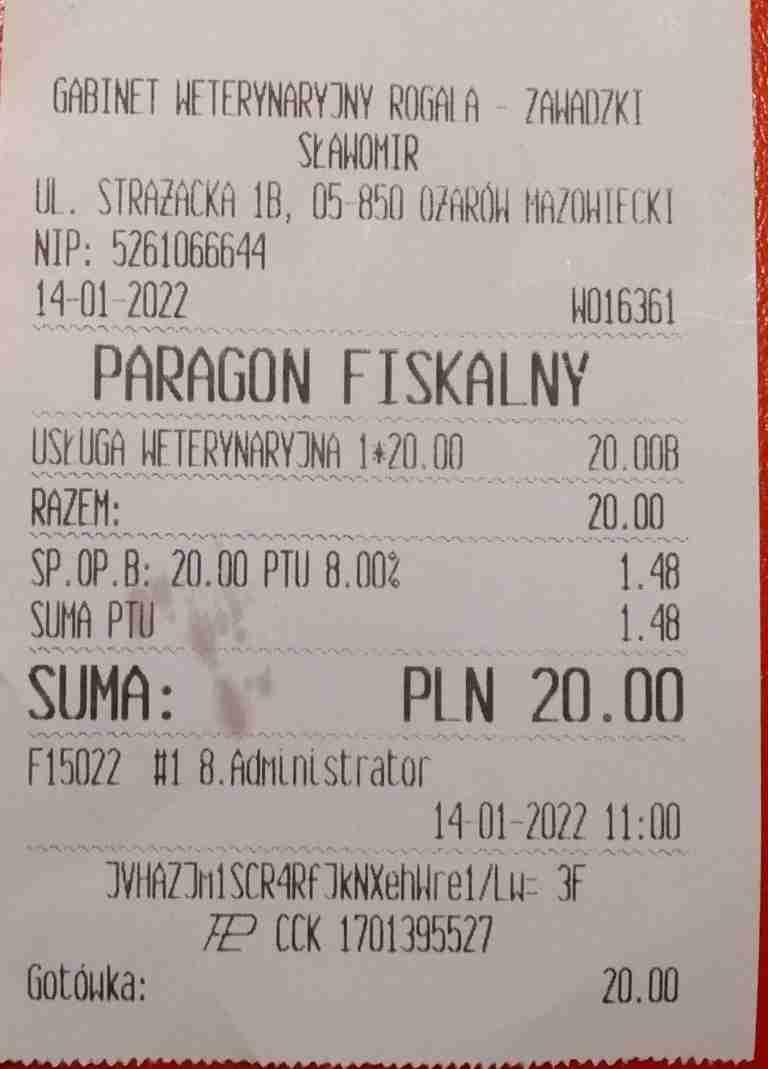 GABINET WETERYNARYJNY ROGALA - ZAWADZKI
SŁAWOMIR
UL. STRAŻACKA 1B, 05-850 OŻARÓW MAZOWIECKI
NIP: 5261066644
14-01-2022 W016361
PARAGON FISKALNY
USŁUGA WETERYNARYJNA 1*20.00 20.00B
RAZEM: 20.00
SP.OP.B: 20.00 PTU 8.00% 1.48
SUMA PTU 1.48
SUMA: PLN 20.00
F15022 #1 8.Administrator
14-01-2022 11:00
JVHAZJm1SCR4RfJkNXehWre1/Lw= 3F
CCK 1701395527
Gotówka: 20.00